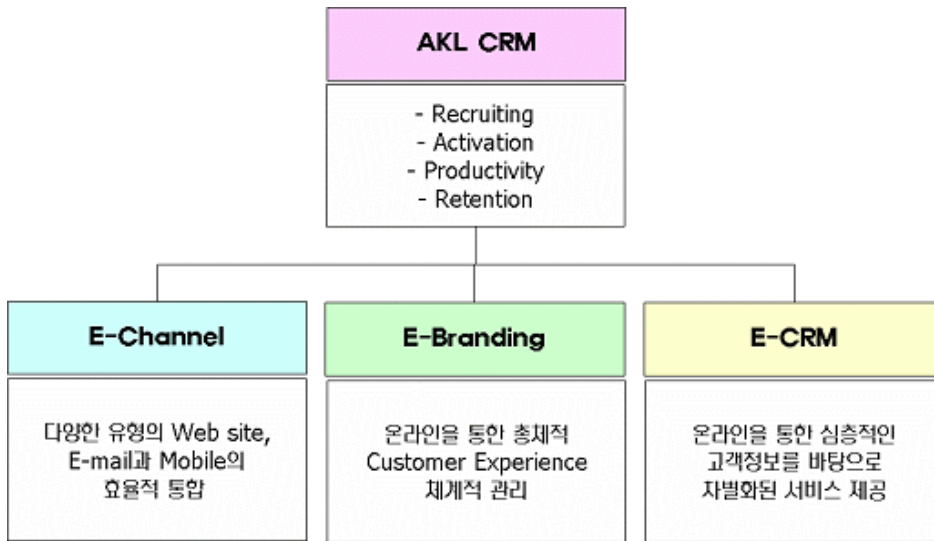 AKL CRM
- Recruiting
- Activation
- Productivity
- Retention
E-Channel
다양한 유형의 Web site,
E-mail과 Mobile의
효율적 통합
E-Branding
온라인을 통한 총체적
Customer Experience
체계적 관리
E-CRM
온라인을 통한 심층적인
고객정보를 바탕으로
차별화된 서비스 제공